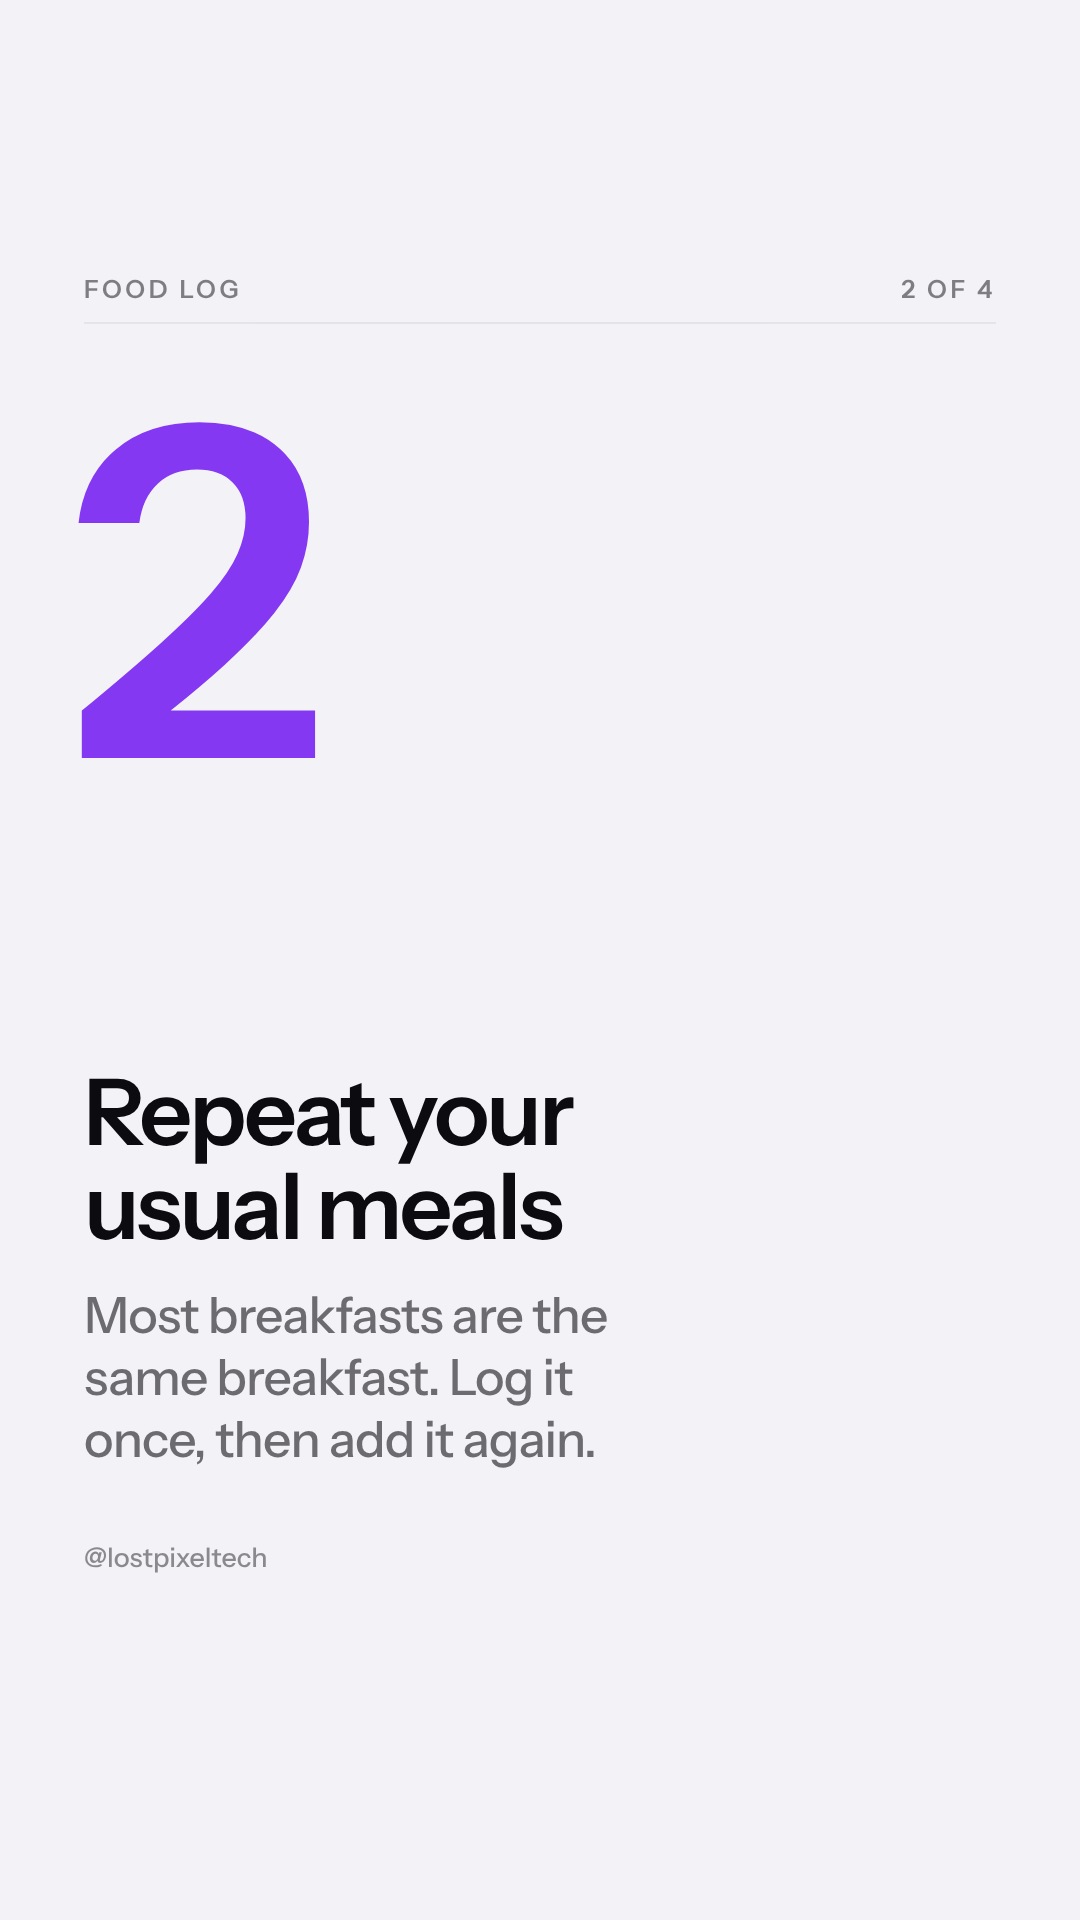 FOOD LOG
2 OF 4
2
Repeat your
usual meals
Most breakfasts are the
same breakfast. Log it
once, then add it again.
@lostpixeltech